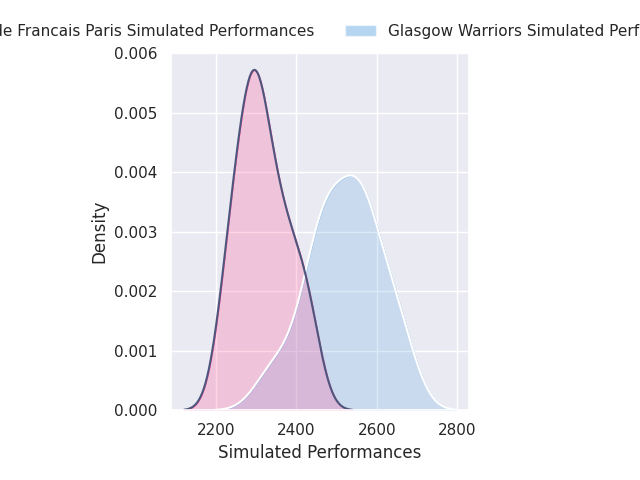 le Francais Paris Simulated Performances Glasgow Warriors Simulated Perf
0.006
0.005
0.004
0.003
0.002
0.001
0.000
Density
2200 2400 2600 2800
Simulated Performances